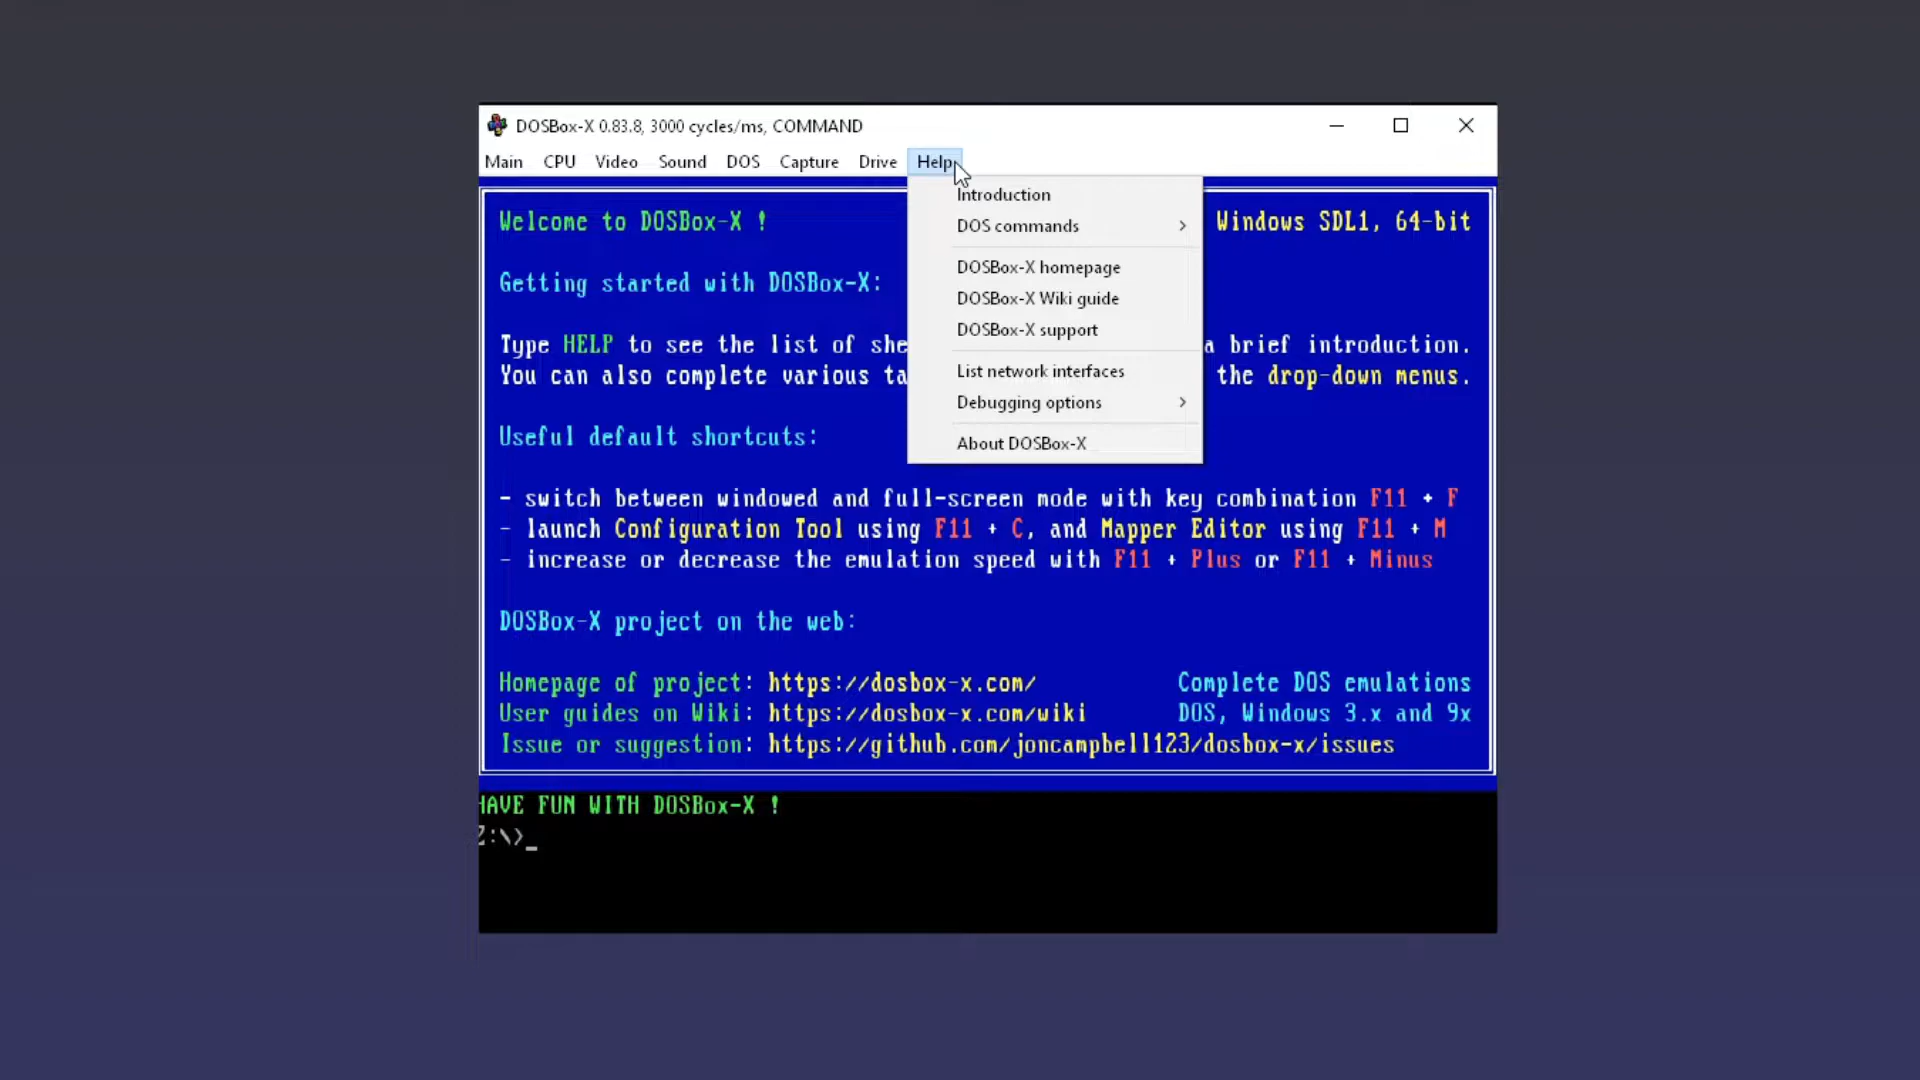 DOSBox-X 0.83.8, 3000 cycles/ms, COMMAND
Main CPU Video Sound DOS Capture Drive Help
Introduction
DOS commands
DOSBox-X homepage
DOSBox-X Wiki guide
DOSBox-X support
List network interfaces
Debugging options
About DOSBox-X
Welcome to DOSBox-X ! Windows SDL1, 64-bit
Getting started with DOSBox-X:
Type HELP to see the list of she a brief introduction.
You can also complete various ta the drop-down menus.
Useful default shortcuts:
- switch between windowed and full-screen mode with key combination F11 + F
- launch Configuration Tool using F11 + C, and Mapper Editor using F11 + M
- increase or decrease the emulation speed with F11 + Plus or F11 + Minus
DOSBox-X project on the web:
Homepage of project: https://dosbox-x.com/ Complete DOS emulations
User guides on Wiki: https://dosbox-x.com/wiki DOS, Windows 3.x and 9x
Issue or suggestion: https://github.com/joncampbell123/dosbox-x/issues
HAVE FUN WITH DOSBox-X !
Z:\>_